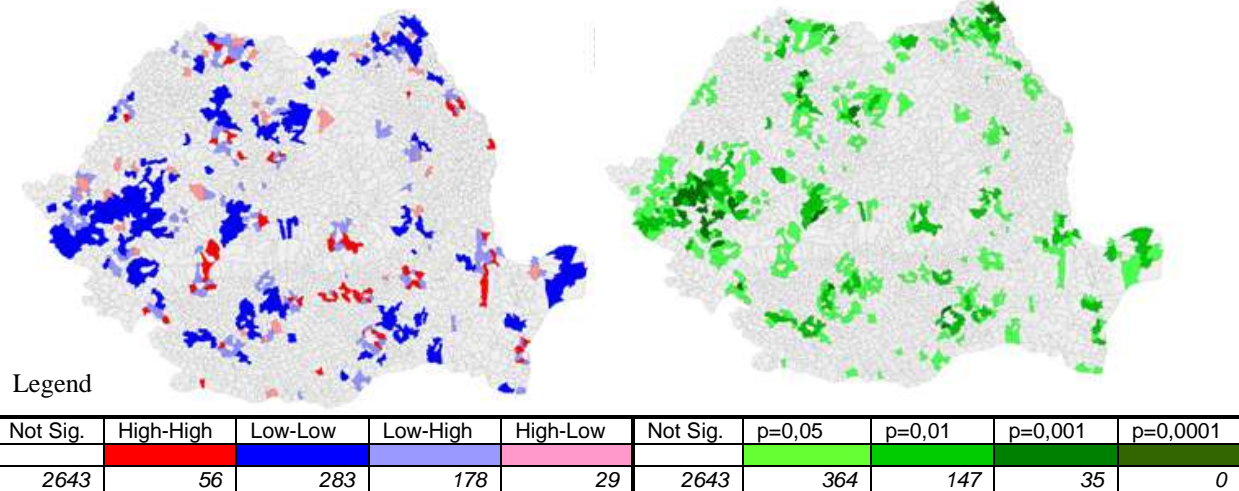 Legend
Not Sig. High-High Low-Low Low-High High-Low Not Sig. p=0,05 p=0,01 p=0,001 p=0,0001
2643 56 283 178 29 2643 364 147 35 0